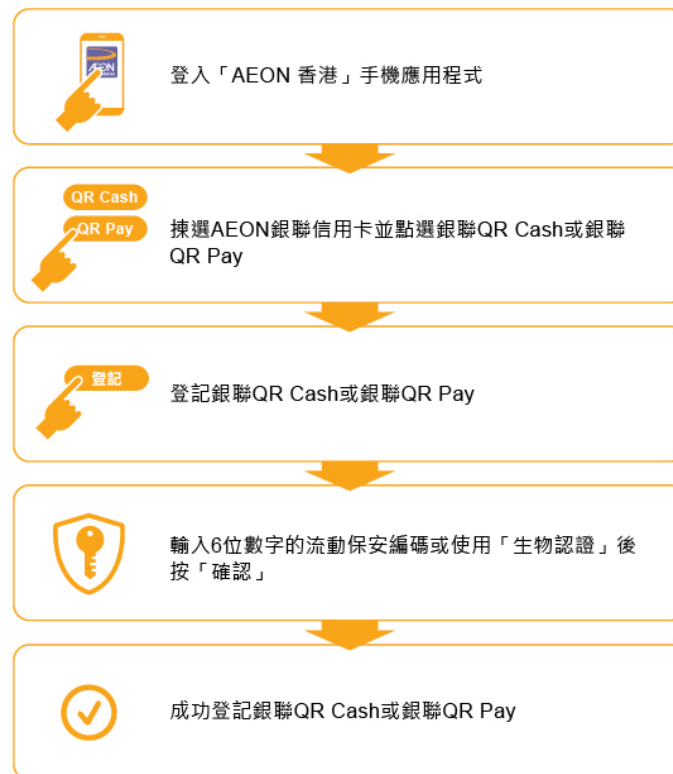 AEON
登入「AEON 香港」手機應用程式
QR Cash
QR Pay
揀選AEON銀聯信用卡並點選銀聯QR Cash或銀聯
QR Pay
登記
登記銀聯QR Cash或銀聯QR Pay
輸入6位數字的流動保安編碼或使用「生物認證」後
按「確認」
成功登記銀聯QR Cash或銀聯QR Pay